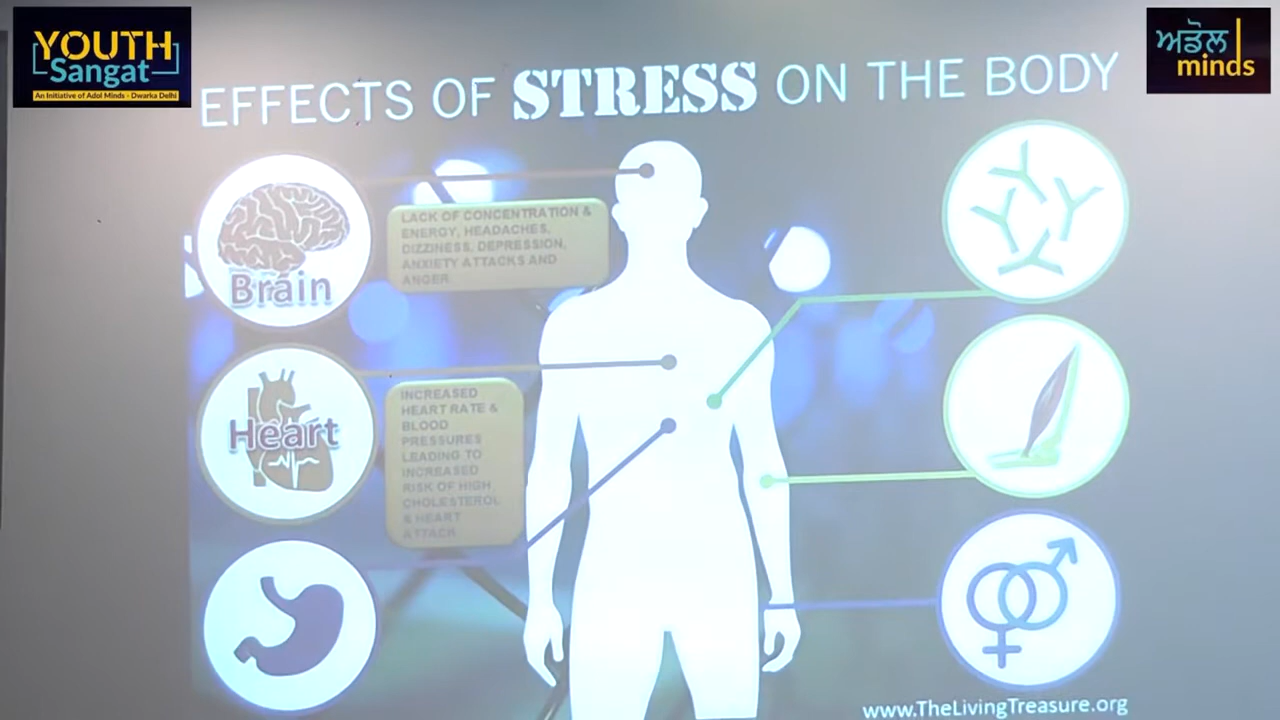 YOUTH
Sangat
An Initiative of Adol Minds - Dwarka Delhi
ਅਡੋਲ
minds
EFFECTS OF STRESS ON THE BODY
Brain
LACK OF CONCENTRATION &
ENERGY, HEADACHES,
DIZZINESS, DEPRESSION,
ANXIETY ATTACKS AND
ANGER
Heart
INCREASED
HEART RATE &
BLOOD
PRESSURES
LEADING TO
INCREASED
RISK OF HIGH
CHOLESTEROL
& HEART
ATTACK
www.TheLivingTreasure.org